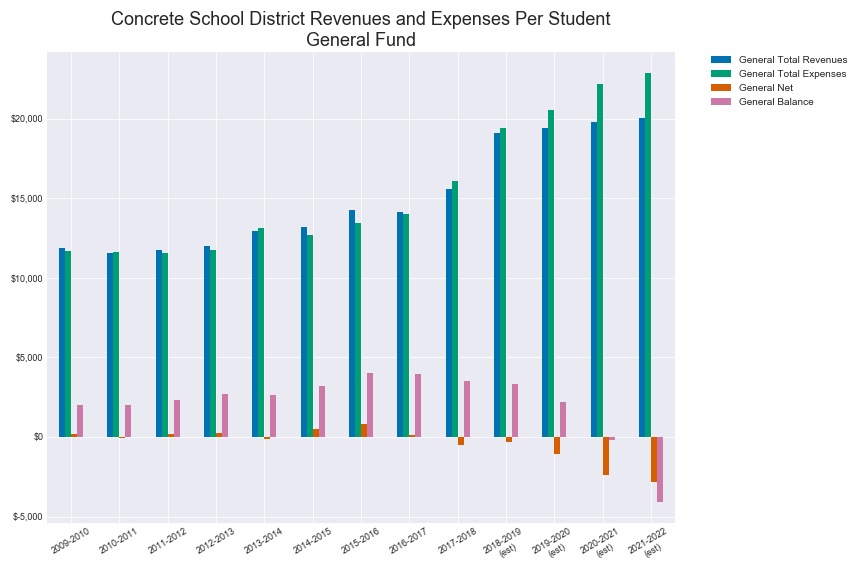 Concrete School District Revenues and Expenses Per Student
General Fund
General Total Revenues
General Total Expenses
General Net
General Balance
$20,000
$15,000
$10,000
$5,000
$0
$-5,000
2009-2010
2010-2011
2011-2012
2012-2013
2013-2014
2014-2015
2015-2016
2016-2017
2017-2018
2018-2019
(est)
2019-2020
(est)
2020-2021
(est)
2021-2022
(est)